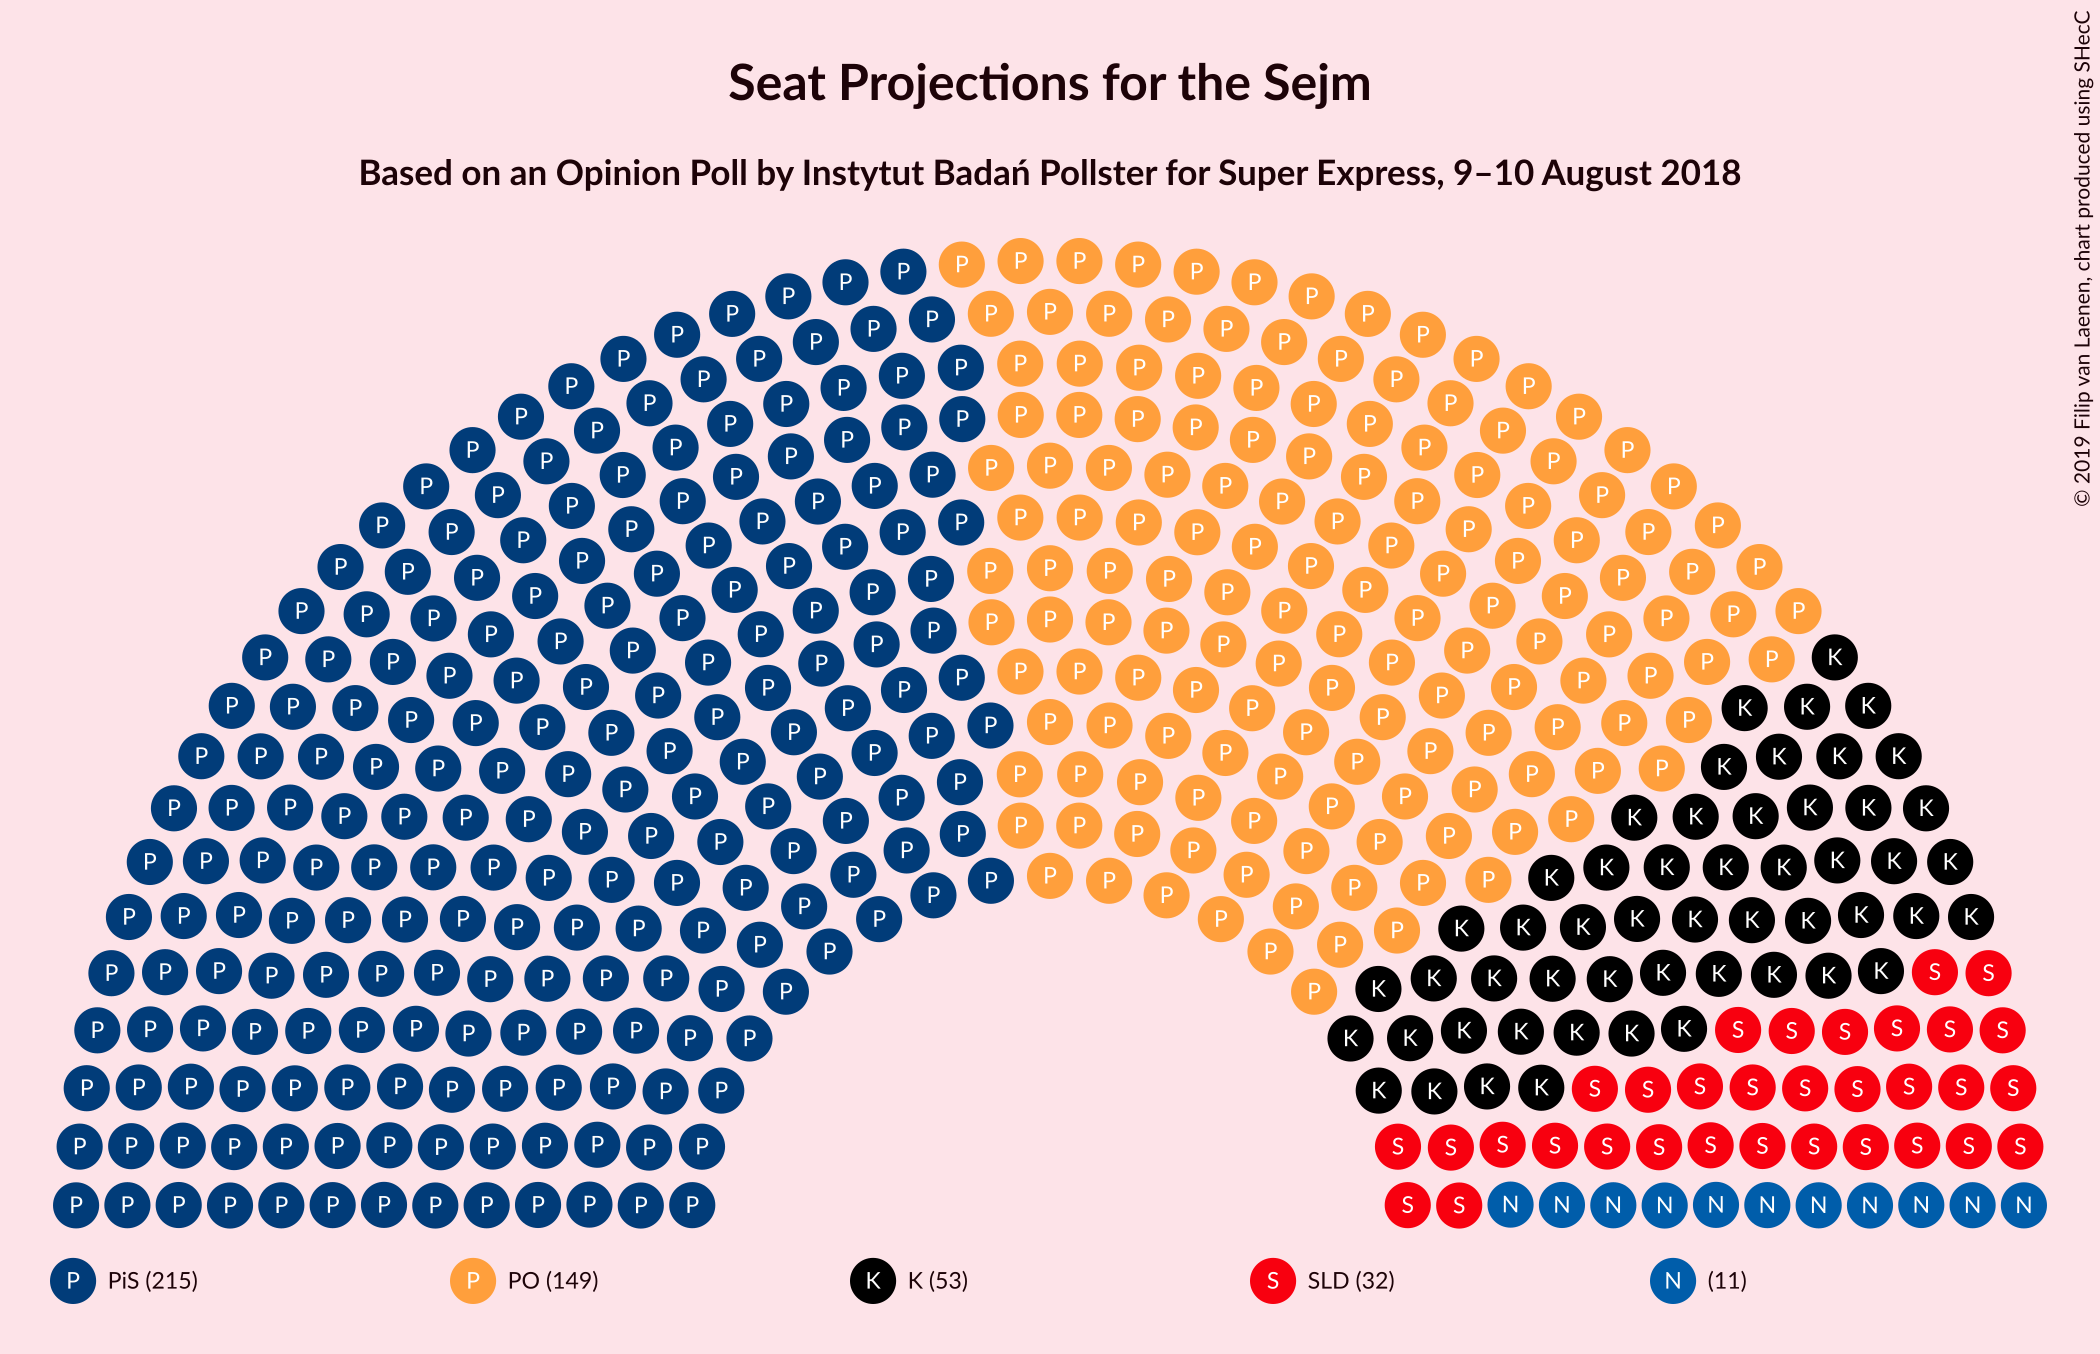 Seat Projections for the Sejm
Based on an Opinion Poll by Instytut Badań Pollster for Super Express, 9–10 August 2018
© 2019 Filip van Laenen, chart produced using SHecC
P PiS (215)
P PO (149)
K K (53)
S SLD (32)
N (11)